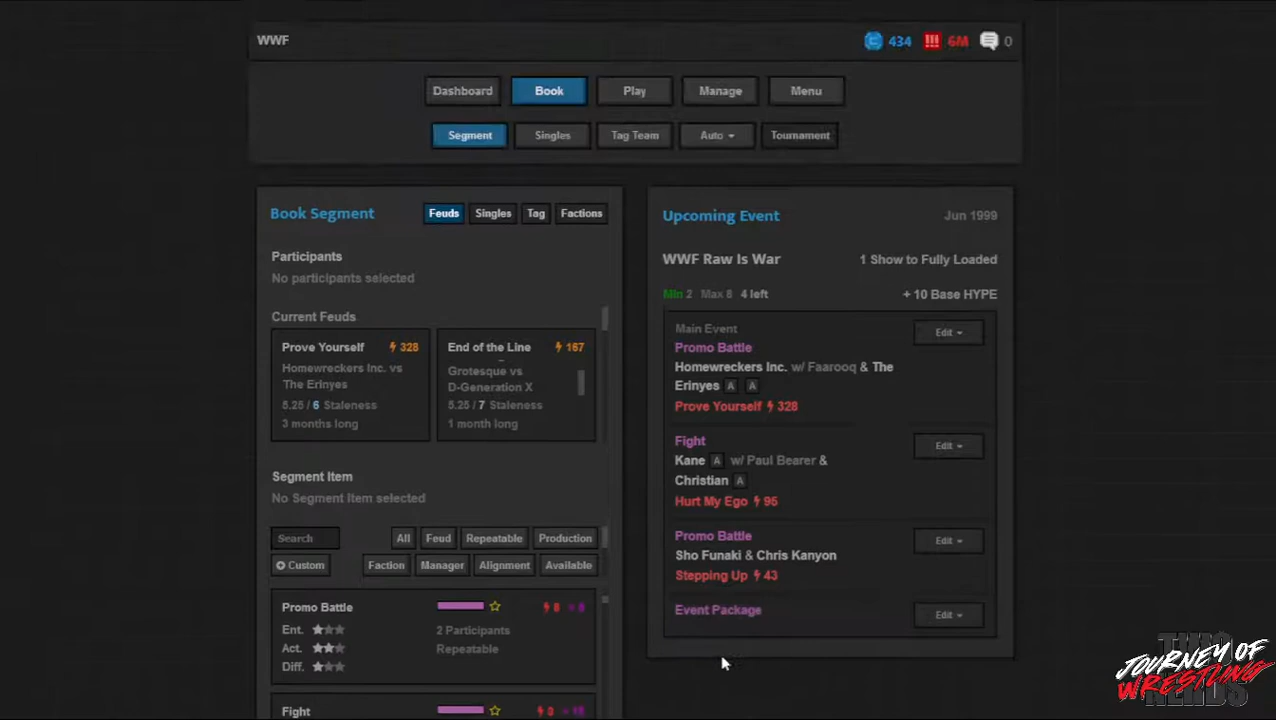 WWF
434 6M 0
Dashboard Book Play Manage Menu
Segment Singles Tag Team Auto Tournament
Book Segment Feuds Singles Tag Factions
Participants
No participants selected
Current Feuds
Prove Yourself 328
Homewreckers Inc. vs
The Erinyes
5.25 / 6 Staleness
3 months long
End of the Line 167
Grotesque vs
D-Generation X
5.25 / 7 Staleness
1 month long
Segment Item
No Segment Item selected
Search All Feud Repeatable Production
Custom Faction Manager Alignment Available
Promo Battle 8
Ent. 2 Participants
Act. Repeatable
Diff.
Fight
Upcoming Event Jun 1999
WWF Raw Is War 1 Show to Fully Loaded
Min 2 Max 8 4 left + 10 Base HYPE
Main Event Edit
Promo Battle
Homewreckers Inc. w/ Faarooq & The
Erinyes A A
Prove Yourself 328
Fight Edit
Kane A w/ Paul Bearer &
Christian A
Hurt My Ego 95
Promo Battle Edit
Sho Funaki & Chris Kanyon
Stepping Up 43
Event Package Edit
JOURNEY OF
WRESTLING